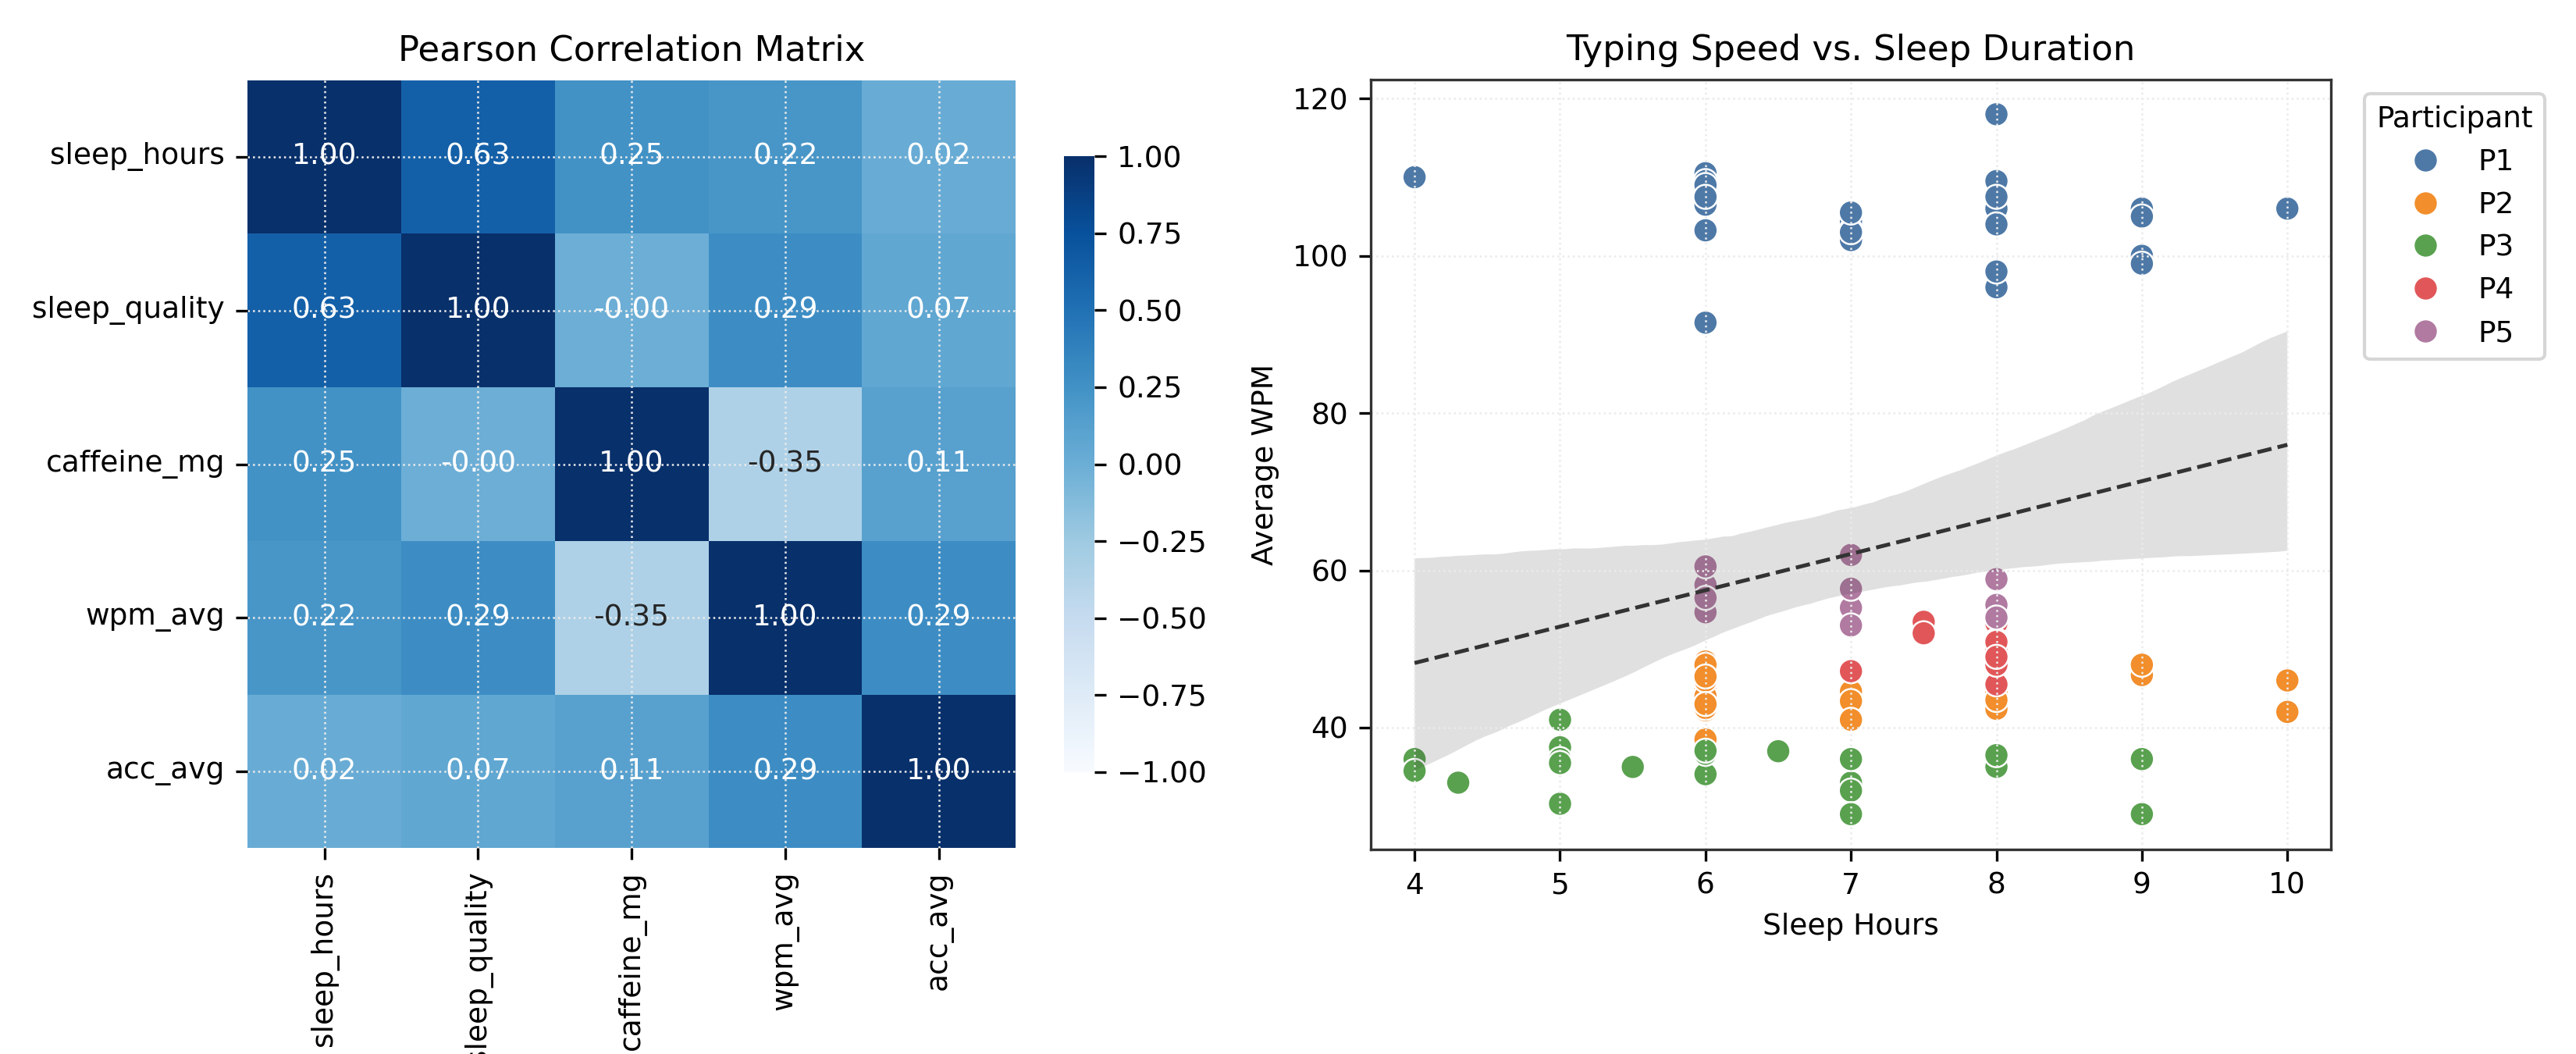 Pearson Correlation Matrix
sleep_hours 1.00 0.63 0.25 0.22 0.02
sleep_quality 0.63 1.00 -0.00 0.29 0.07
caffeine_mg 0.25 -0.00 1.00 -0.35 0.11
wpm_avg 0.22 0.29 -0.35 1.00 0.29
acc_avg 0.02 0.07 0.11 0.29 1.00
sleep_hours
sleep_quality
caffeine_mg
wpm_avg
acc_avg
1.00
0.75
0.50
0.25
0.00
−0.25
−0.50
−0.75
−1.00
Typing Speed vs. Sleep Duration
Average WPM
120
100
80
60
40
4 5 6 7 8 9 10
Sleep Hours
Participant
P1
P2
P3
P4
P5